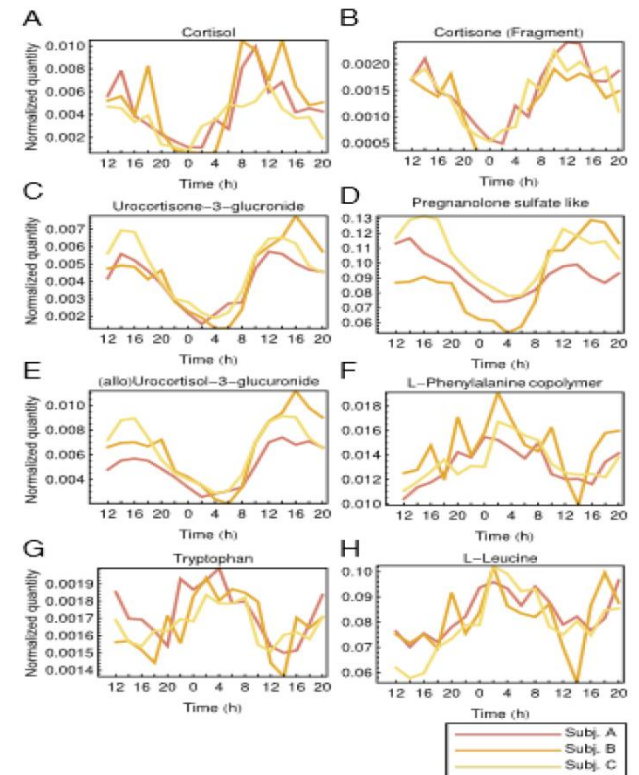 A
Cortisol
Normalized quantity
0.010
0.008
0.006
0.004
0.002
12 16 20 0 4 8 12 16 20
Time (h)
B
Cortisone (Fragment)
0.0020
0.0015
0.0010
0.0005
12 16 20 0 4 8 12 16 20
Time (h)
C
Urocortisone-3-glucronide
Normalized quantity
0.007
0.006
0.005
0.004
0.003
0.002
12 16 20 0 4 8 12 16 20
Time (h)
D
Pregnanolone sulfate like
0.13
0.12
0.11
0.10
0.09
0.08
0.07
0.06
12 16 20 0 4 8 12 16 20
Time (h)
E
(allo)Urocortisol-3-glucuronide
Normalized quantity
0.010
0.008
0.006
0.004
12 16 20 0 4 8 12 16 20
Time (h)
F
L-Phenylalanine copolymer
0.018
0.016
0.014
0.012
0.010
12 16 20 0 4 8 12 16 20
Time (h)
G
Tryptophan
Normalized quantity
0.0019
0.0018
0.0017
0.0016
0.0015
0.0014
12 16 20 0 4 8 12 16 20
Time (h)
H
L-Leucine
0.10
0.09
0.08
0.07
0.06
12 16 20 0 4 8 12 16 20
Time (h)
Subj. A
Subj. B
Subj. C